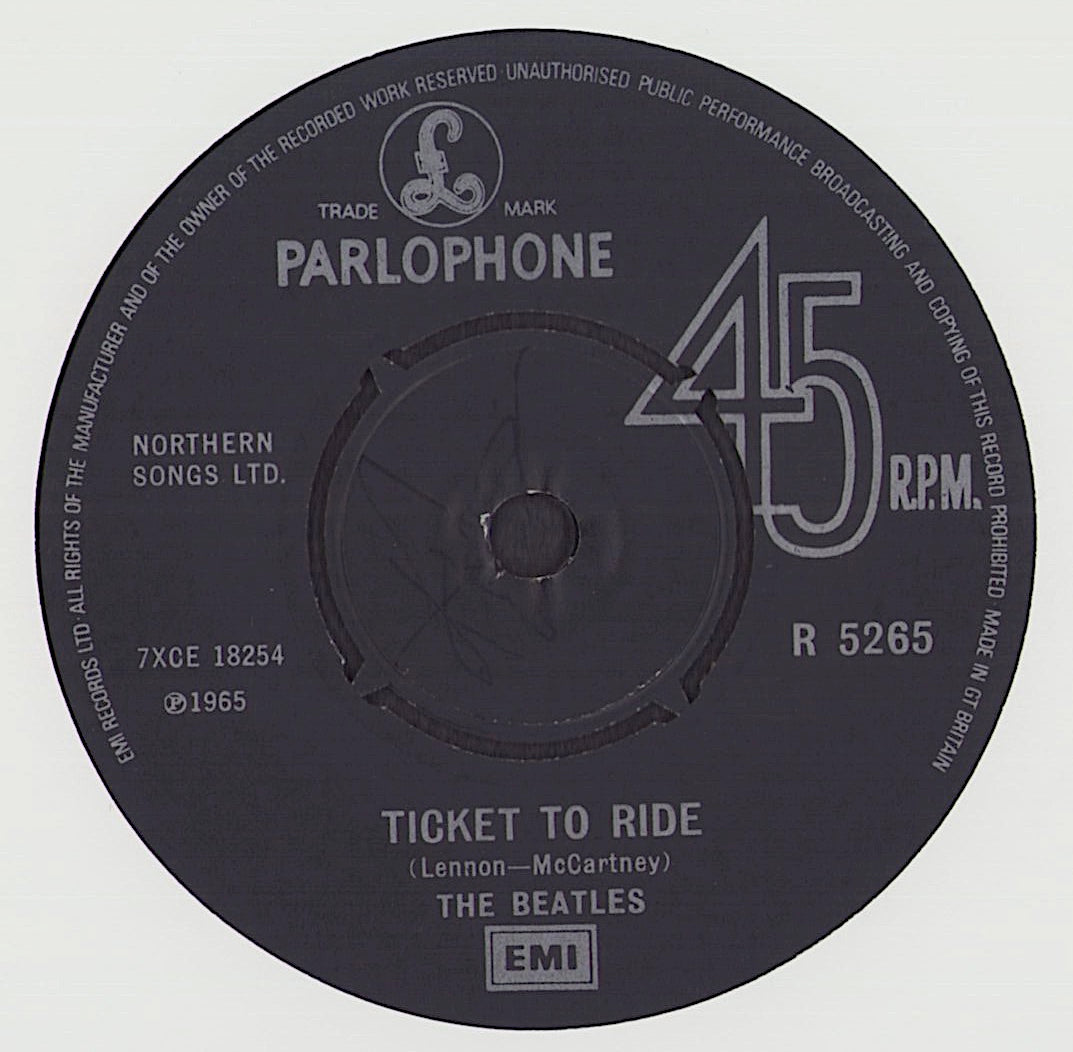 EMI RECORDS LTD · ALL RIGHTS OF THE MANUFACTURER AND OF THE OWNER OF THE RECORDED WORK RESERVED · UNAUTHORISED PUBLIC PERFORMANCE BROADCASTING AND COPYING OF THIS RECORD PROHIBITED · MADE IN GT BRITAIN
£
TRADE MARK
PARLOPHONE
45 R.P.M.
NORTHERN
SONGS LTD.
R 5265
7XCE 18254
Ⓟ1965
TICKET TO RIDE
(Lennon—McCartney)
THE BEATLES
EMI